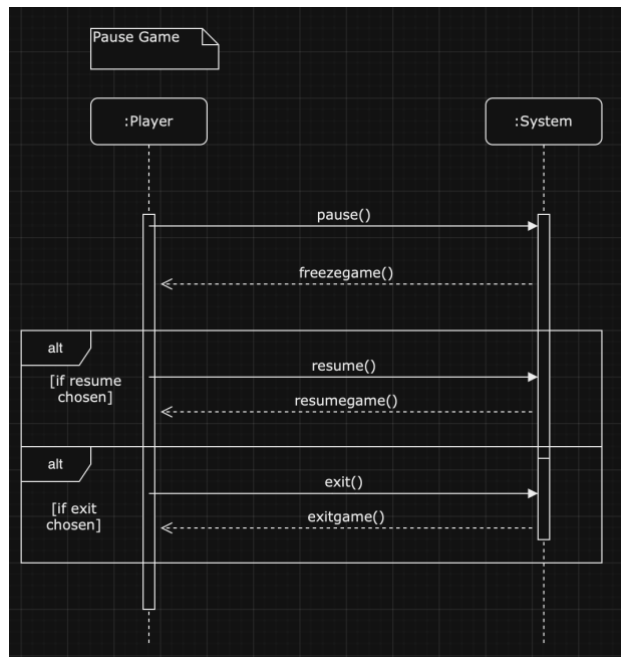 Pause Game
:Player
:System
pause()
freezegame()
alt
resume()
[if resume
chosen]
resumegame()
alt
exit()
[if exit
chosen]
exitgame()